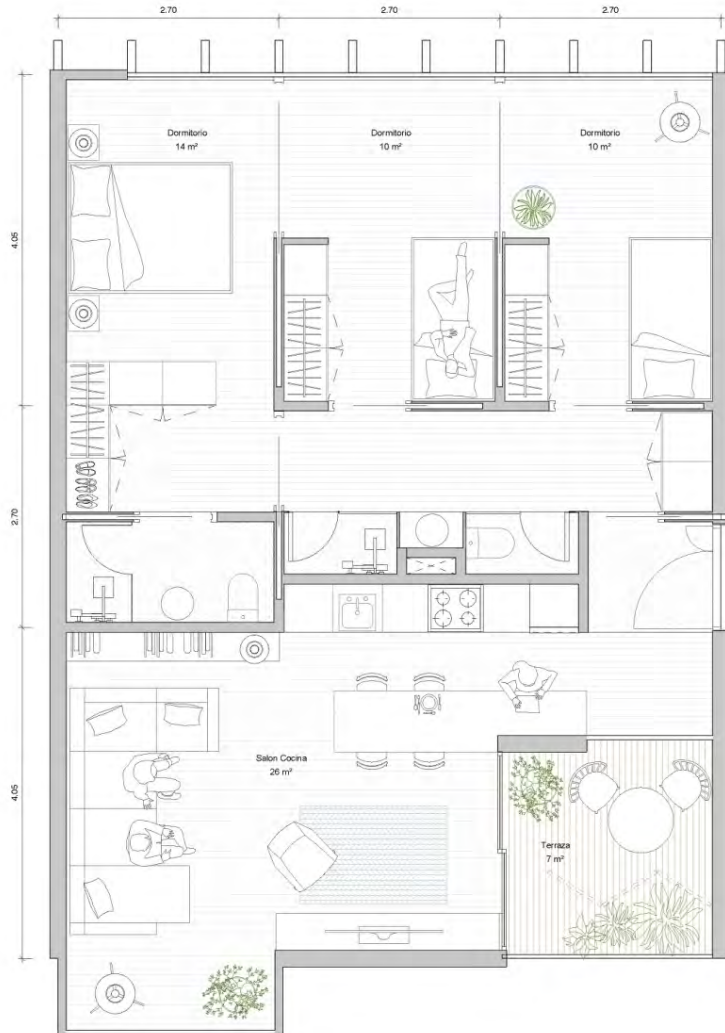 2.70
2.70
2.70
Dormitorio
14 m²
Dormitorio
10 m²
Dormitorio
10 m²
4.05
2.70
4.05
Salon Cocina
26 m²
Terraza
7 m²